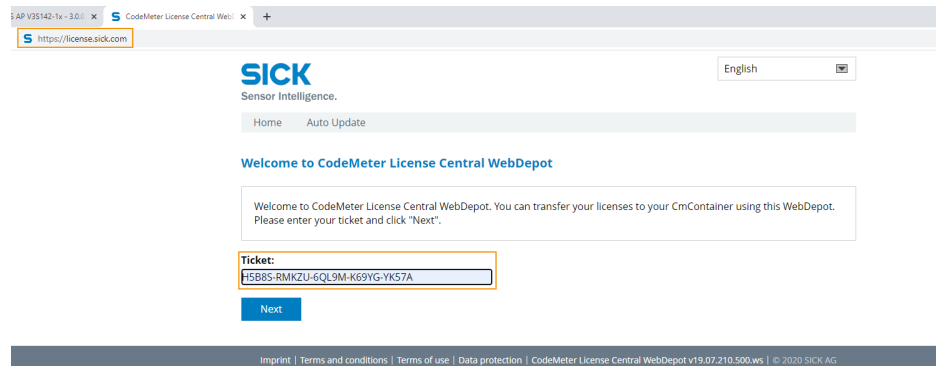 S AP V3S142-1x - 3.0.
CodeMeter License Central Web
https://license.sick.com
SICK
Sensor Intelligence.
English
Home Auto Update
Welcome to CodeMeter License Central WebDepot
Welcome to CodeMeter License Central WebDepot. You can transfer your licenses to your CmContainer using this WebDepot.
Please enter your ticket and click "Next".
Ticket:
H5B8S-RMKZU-6QL9M-K69YG-YK57A
Next
Imprint | Terms and conditions | Terms of use | Data protection | CodeMeter License Central WebDepot v19.07.210.500.ws | © 2020 SICK AG